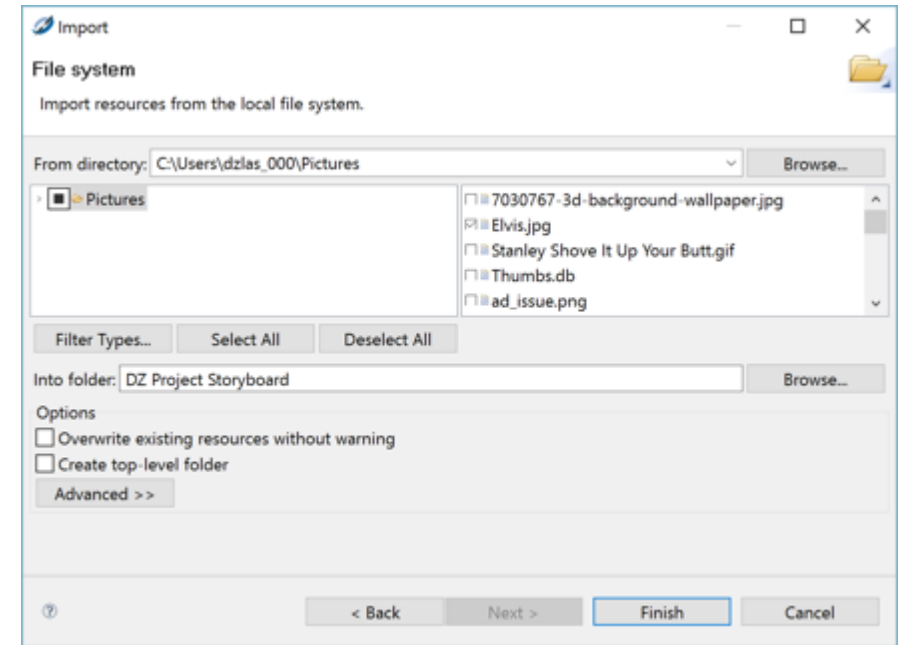 Import
File system
Import resources from the local file system.
From directory: C:\Users\dzlas_000\Pictures Browse...
Pictures
7030767-3d-background-wallpaper.jpg
Elvis.jpg
Stanley Shove It Up Your Butt.gif
Thumbs.db
ad_issue.png
Filter Types... Select All Deselect All
Into folder: DZ Project Storyboard Browse...
Options
Overwrite existing resources without warning
Create top-level folder
Advanced >>
? < Back Next > Finish Cancel